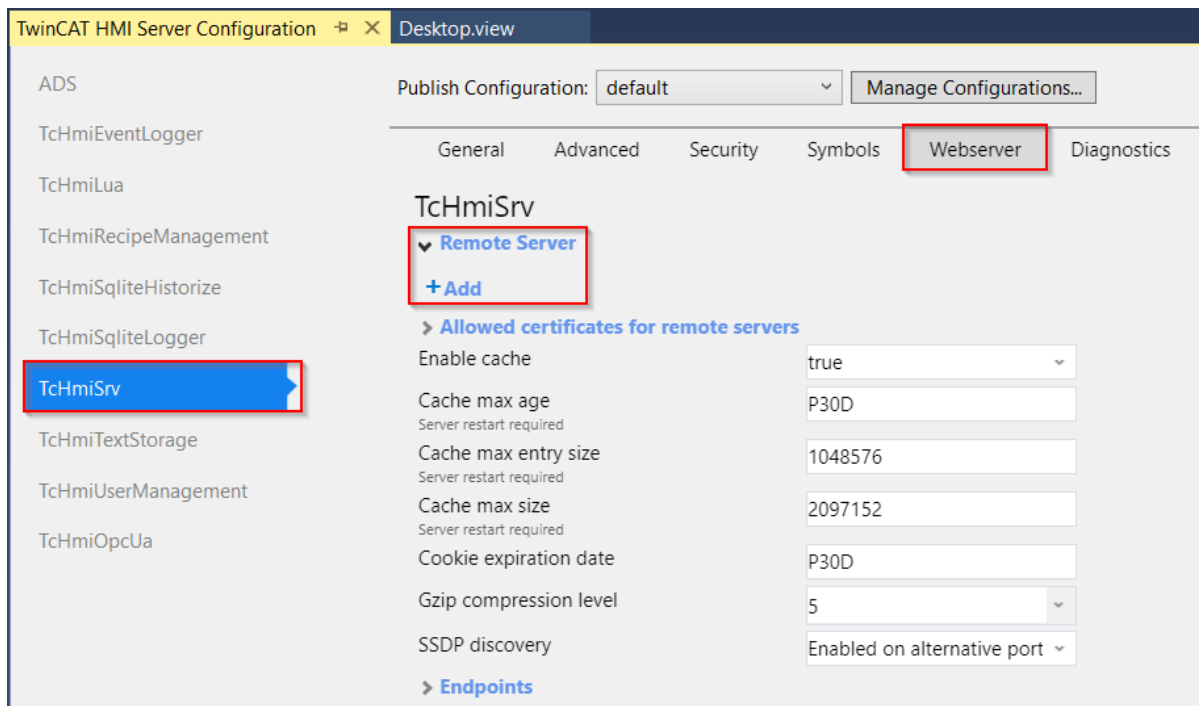 TwinCAT HMI Server Configuration
Desktop.view
ADS
TcHmiEventLogger
TcHmiLua
TcHmiRecipeManagement
TcHmiSqliteHistorize
TcHmiSqliteLogger
TcHmiSrv
TcHmiTextStorage
TcHmiUserManagement
TcHmiOpcUa
Publish Configuration: default Manage Configurations...
General Advanced Security Symbols Webserver Diagnostics
TcHmiSrv
Remote Server
+Add
Allowed certificates for remote servers
Enable cache true
Cache max age P30D
Server restart required
Cache max entry size 1048576
Server restart required
Cache max size 2097152
Server restart required
Cookie expiration date P30D
Gzip compression level 5
SSDP discovery Enabled on alternative port
Endpoints